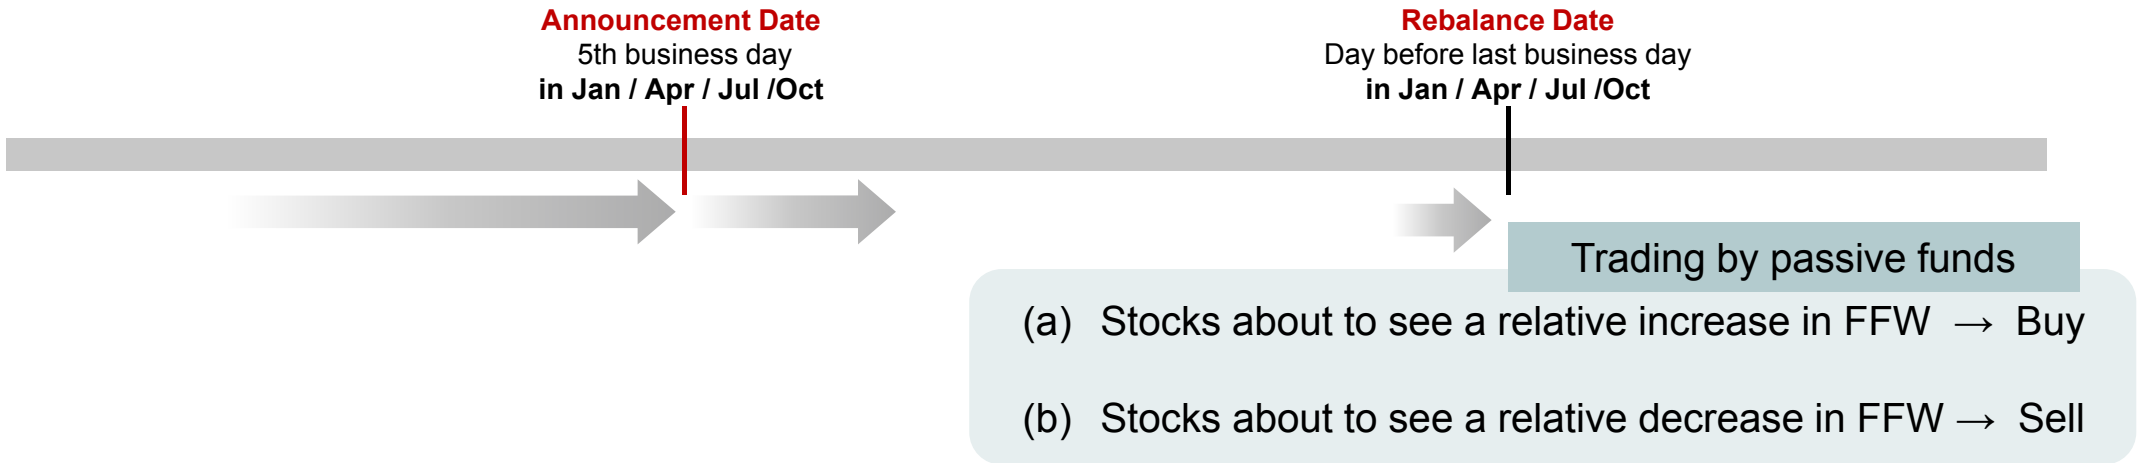 Announcement Date
5th business day
in Jan / Apr / Jul /Oct
Rebalance Date
Day before last business day
in Jan / Apr / Jul /Oct
Trading by passive funds
(a) Stocks about to see a relative increase in FFW → Buy
(b) Stocks about to see a relative decrease in FFW → Sell